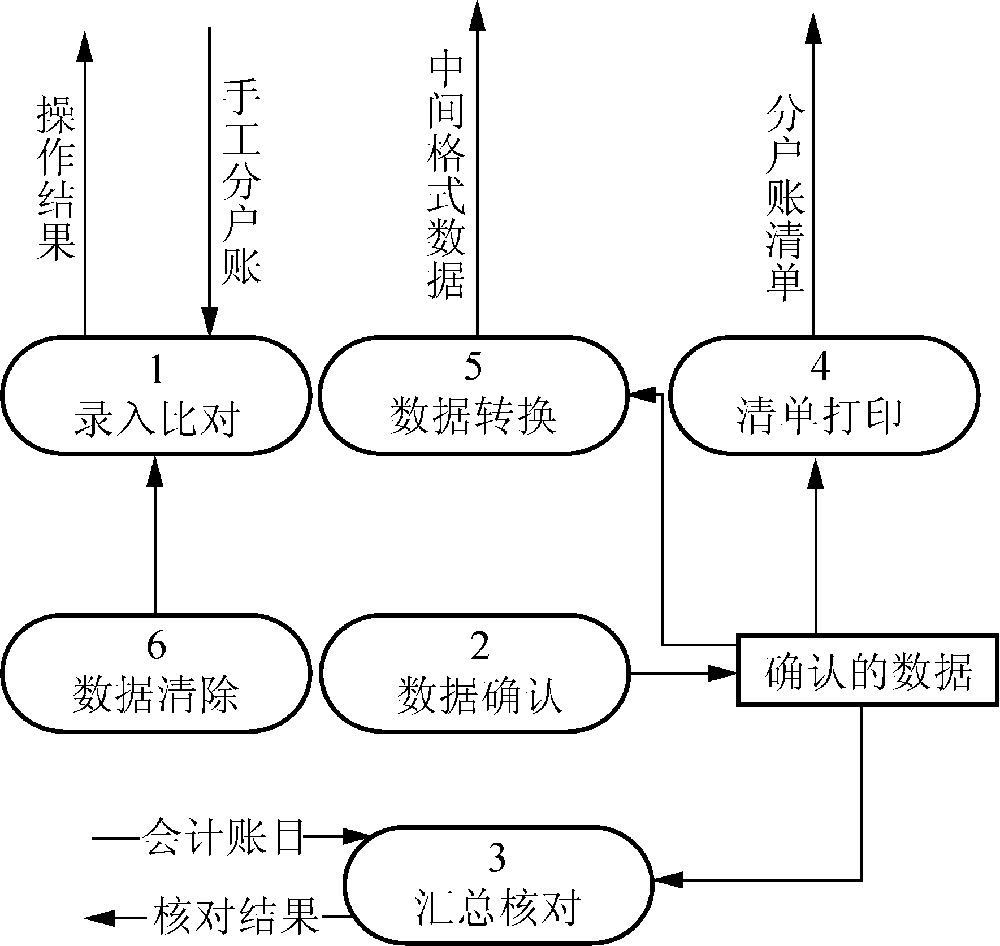 操作结果
手工分户账
中间格式数据
分户账清单
1
录入比对
5
数据转换
4
清单打印
6
数据清除
2
数据确认
确认的数据
会计账目
3
汇总核对
核对结果